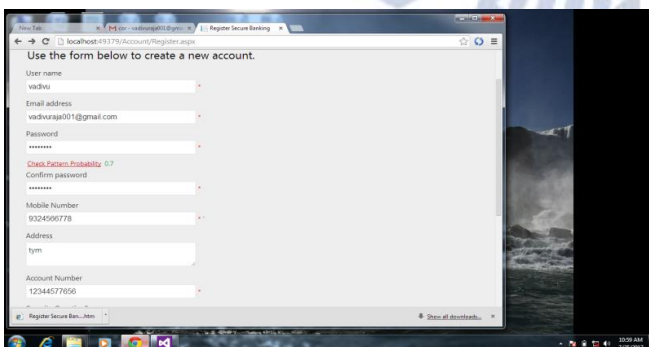 New Tab
Register Secure Banking
localhost:49379/Account/Register.aspx
Use the form below to create a new account.
User name
vadivu
*
Email address
vadivuraja001@gmail.com
*
Password
••••••••
*
Check Pattern Probability 0.7
Confirm password
••••••••
*
Mobile Number
9324566778
*
Address
tym
Account Number
12344577656
*
Register Secure Ban....htm
Show all downloads...
10:59 AM